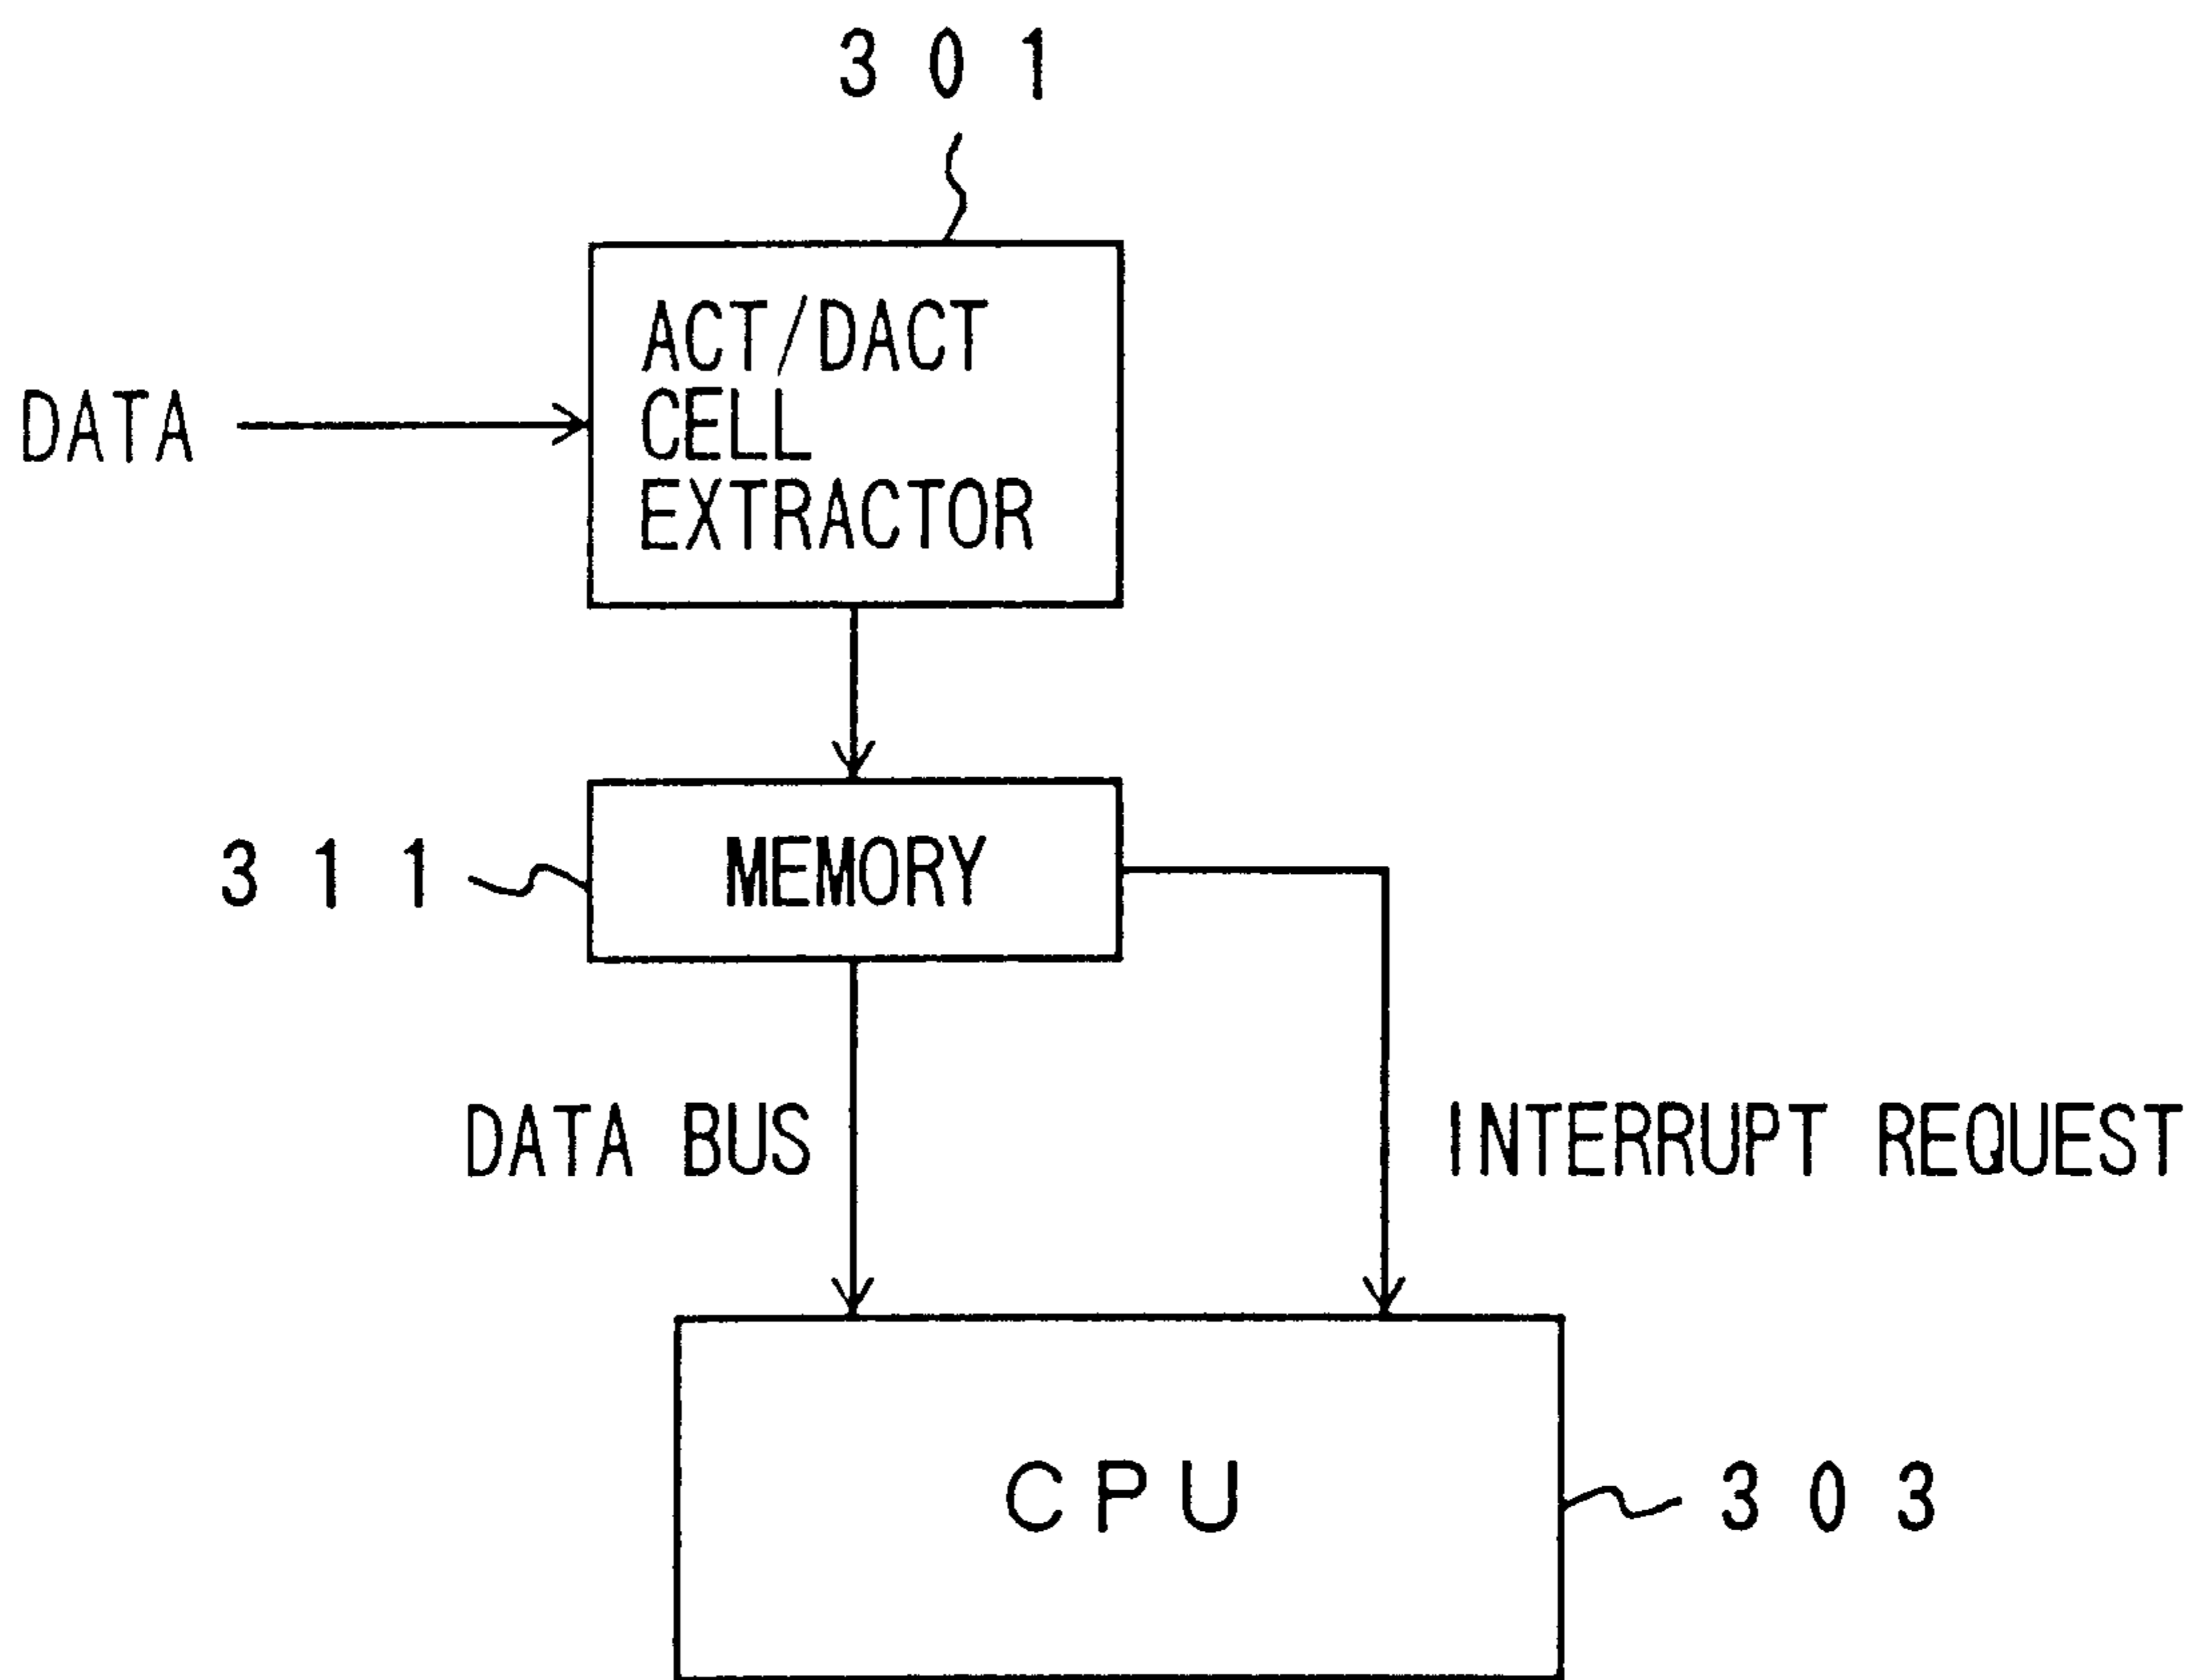 301
ACT/DACT
CELL
EXTRACTOR
DATA
311
MEMORY
DATA BUS
INTERRUPT REQUEST
CPU
303